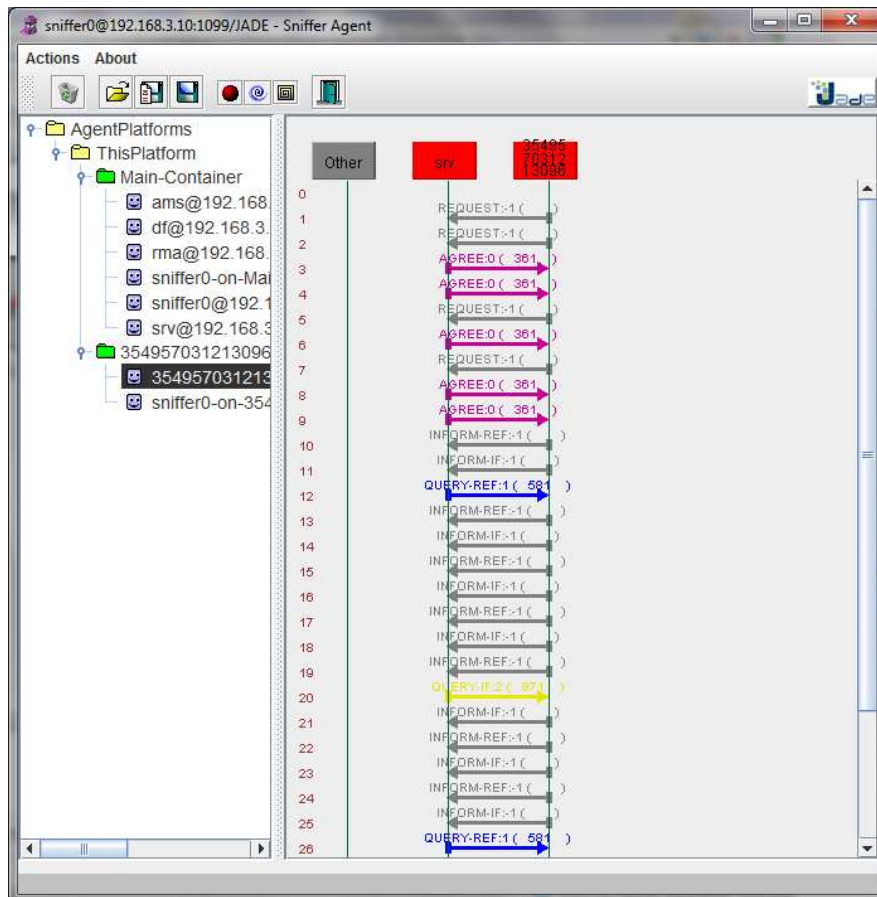 sniffer0@192.168.3.10:1099/JADE - Sniffer Agent
Actions About
Jade
AgentPlatforms
ThisPlatform
Main-Container
ams@192.168.
df@192.168.3.
rma@192.168.
sniffer0-on-Mai
sniffer0@192.1
srv@192.168.3
354957031213096
354957031213
sniffer0-on-354
Other
srv
35495
70312
13096
0
REQUEST:-1 ( )
1
REQUEST:-1 ( )
2
AGREE:0 ( 361 )
3
AGREE:0 ( 361 )
4
REQUEST:-1 ( )
5
AGREE:0 ( 361 )
6
REQUEST:-1 ( )
7
AGREE:0 ( 361 )
8
AGREE:0 ( 361 )
9
INFORM-REF:-1 ( )
10
INFORM-IF:-1 ( )
11
QUERY-REF:1 ( 581 )
12
INFORM-REF:-1 ( )
13
INFORM-IF:-1 ( )
14
INFORM-REF:-1 ( )
15
INFORM-IF:-1 ( )
16
INFORM-REF:-1 ( )
17
INFORM-IF:-1 ( )
18
INFORM-REF:-1 ( )
19
QUERY-IF:2 ( 971 )
20
INFORM-IF:-1 ( )
21
INFORM-REF:-1 ( )
22
INFORM-IF:-1 ( )
23
INFORM-REF:-1 ( )
24
INFORM-IF:-1 ( )
25
QUERY-REF:1 ( 581 )
26